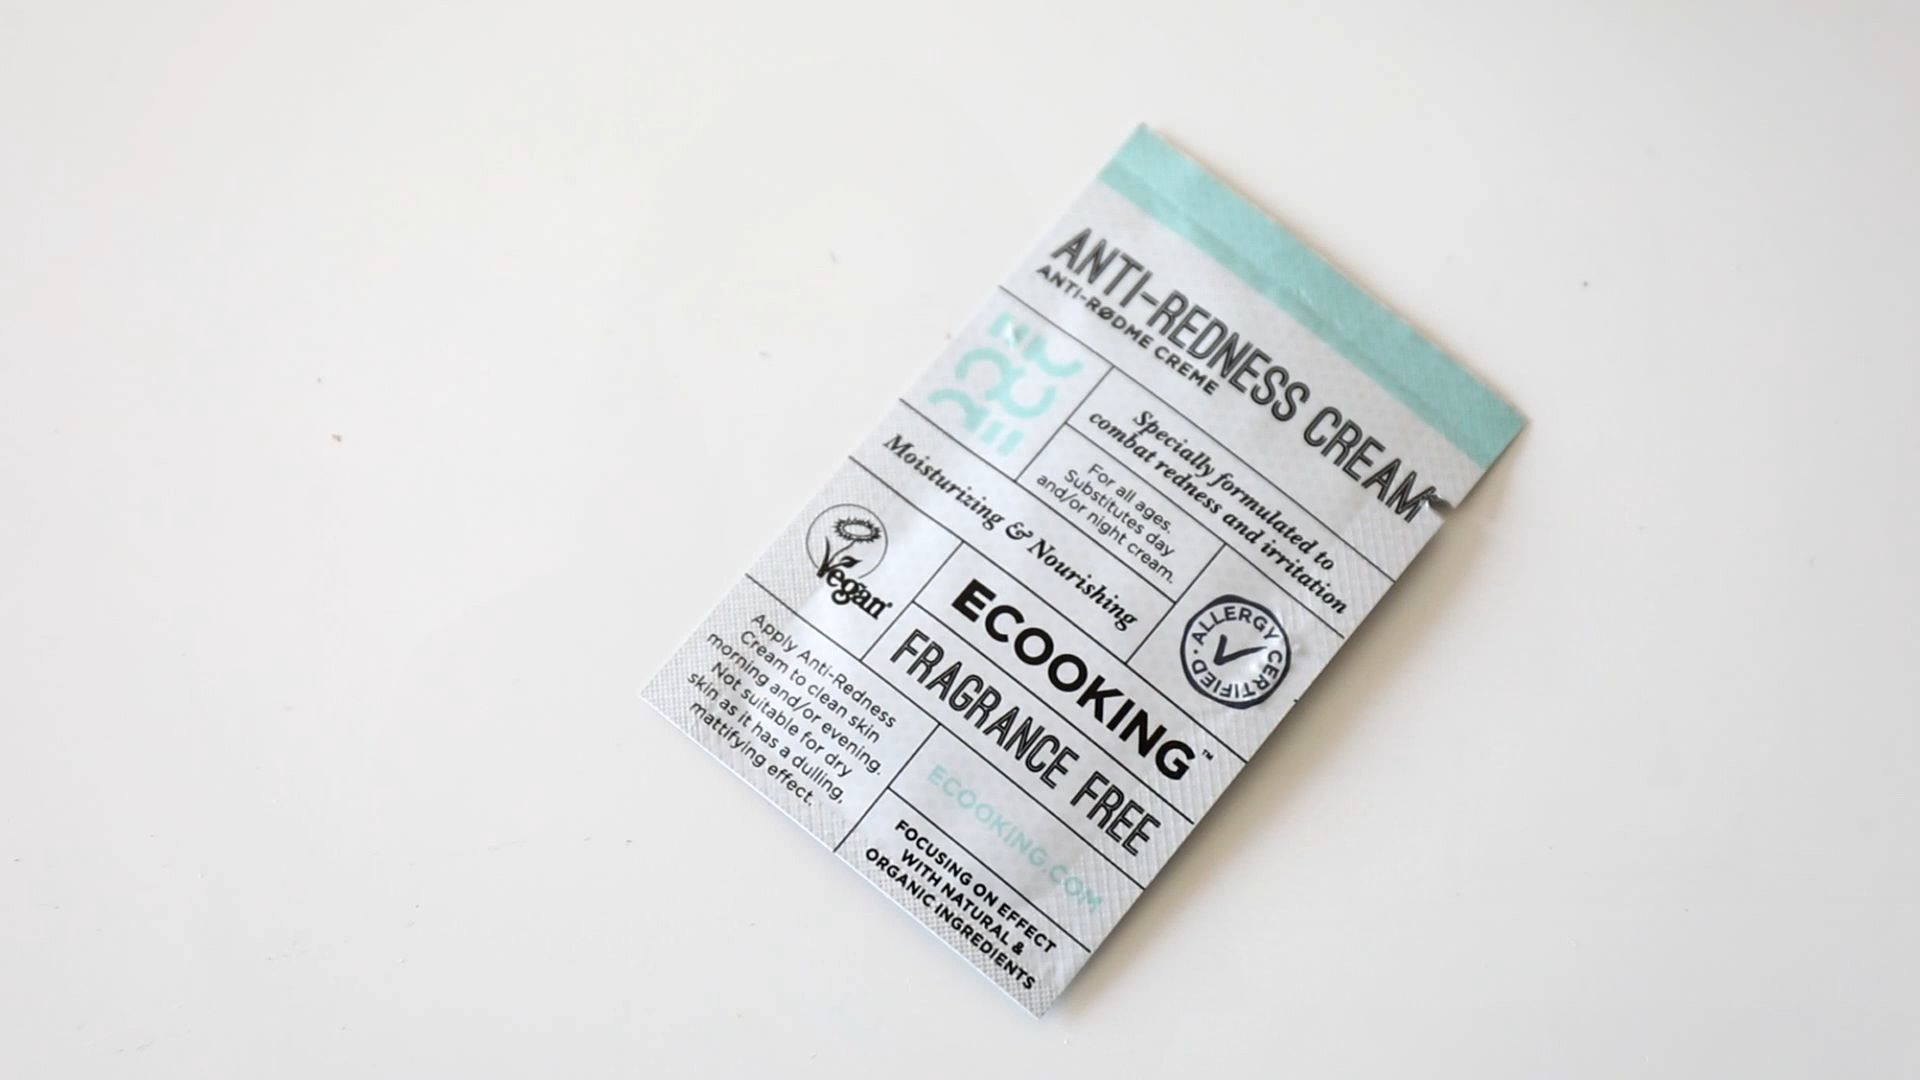 ANTI-REDNESS CREAM
ANTI-RØDME CREME
Specially formulated to
combat redness and irritation
For all ages.
Substitutes day
and/or night cream.
Moisturizing & Nourishing
ALLERGY CERTIFIED
Vegan
ECOOKING™
FRAGRANCE FREE
Apply Anti-Redness
Cream to clean skin
morning and/or evening.
Not suitable for dry
skin as it has a dulling,
mattifying effect.
ECOOKING.COM
FOCUSING ON EFFECT
WITH NATURAL &
ORGANIC INGREDIENTS